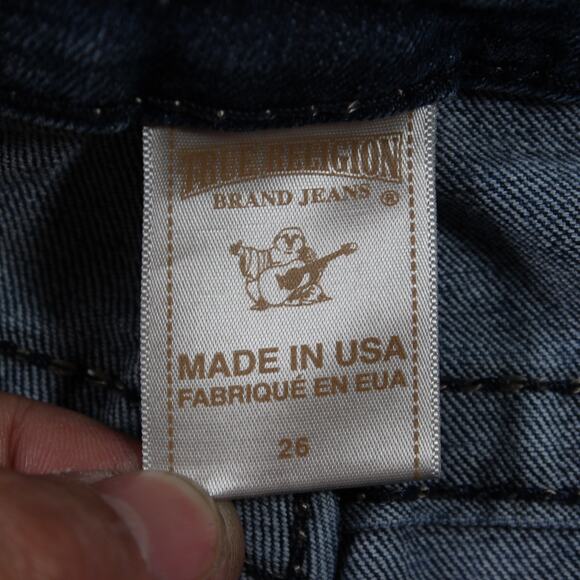 TRUE RELIGION
BRAND JEANS ®
MADE IN USA
FABRIQUÉ EN EUA
26